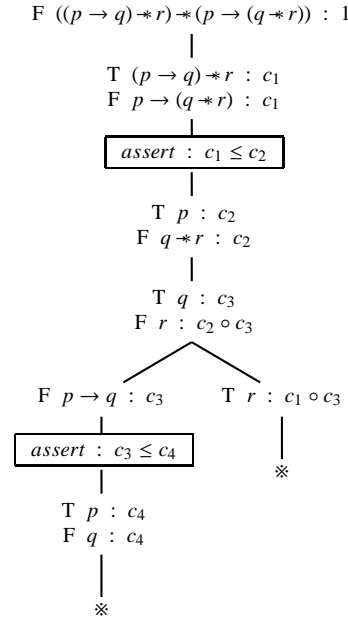 F ((p → q) −∗ r) −∗ (p → (q −∗ r)) : 1
T (p → q) −∗ r : c₁
F p → (q −∗ r) : c₁
assert : c₁ ≤ c₂
T p : c₂
F q −∗ r : c₂
T q : c₃
F r : c₂ ∘ c₃
F p → q : c₃
T r : c₁ ∘ c₃
assert : c₃ ≤ c₄
※
T p : c₄
F q : c₄
※